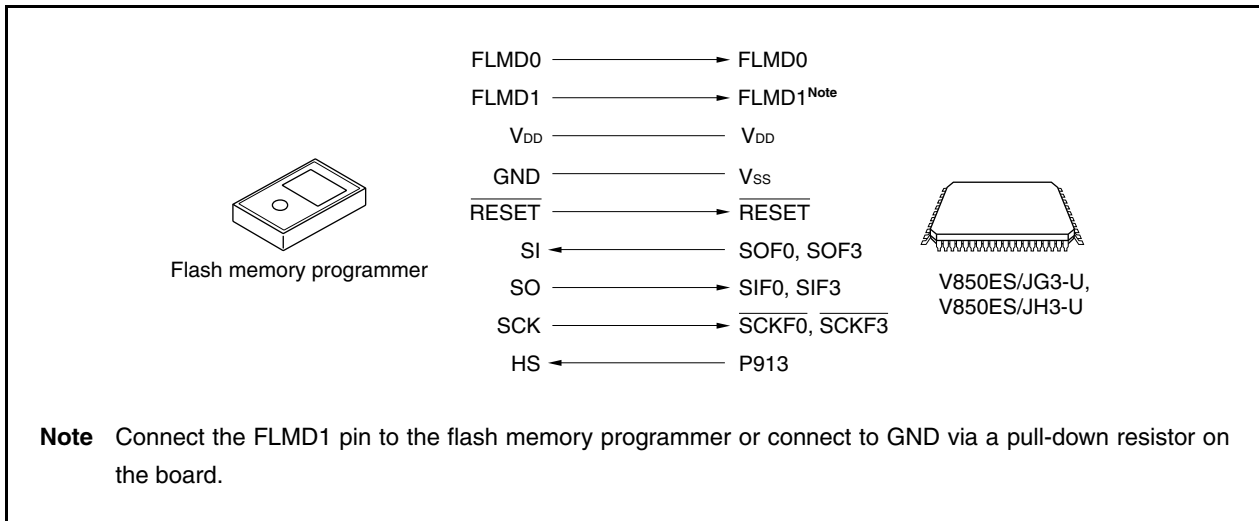 FLMD0 FLMD0
FLMD1 FLMD1Note
VDD VDD
GND VSS
RESET RESET
SI SOF0, SOF3
SO SIF0, SIF3
SCK SCKF0, SCKF3
HS P913
Flash memory programmer
V850ES/JG3-U,
V850ES/JH3-U
Note Connect the FLMD1 pin to the flash memory programmer or connect to GND via a pull-down resistor on
the board.